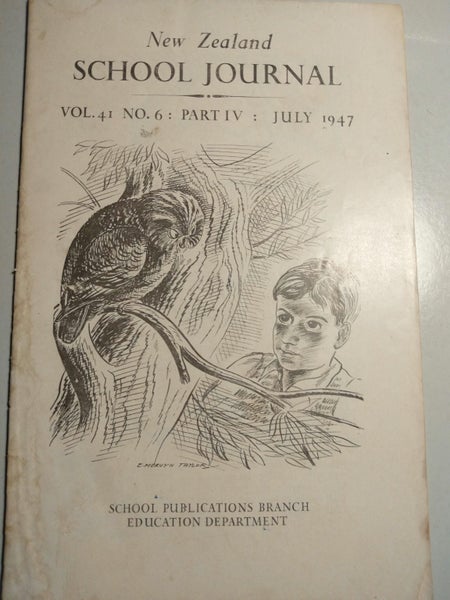 New Zealand
SCHOOL JOURNAL
VOL. 41 NO. 6 : PART IV : JULY 1947
E. MERVYN TAYLOR
SCHOOL PUBLICATIONS BRANCH
EDUCATION DEPARTMENT